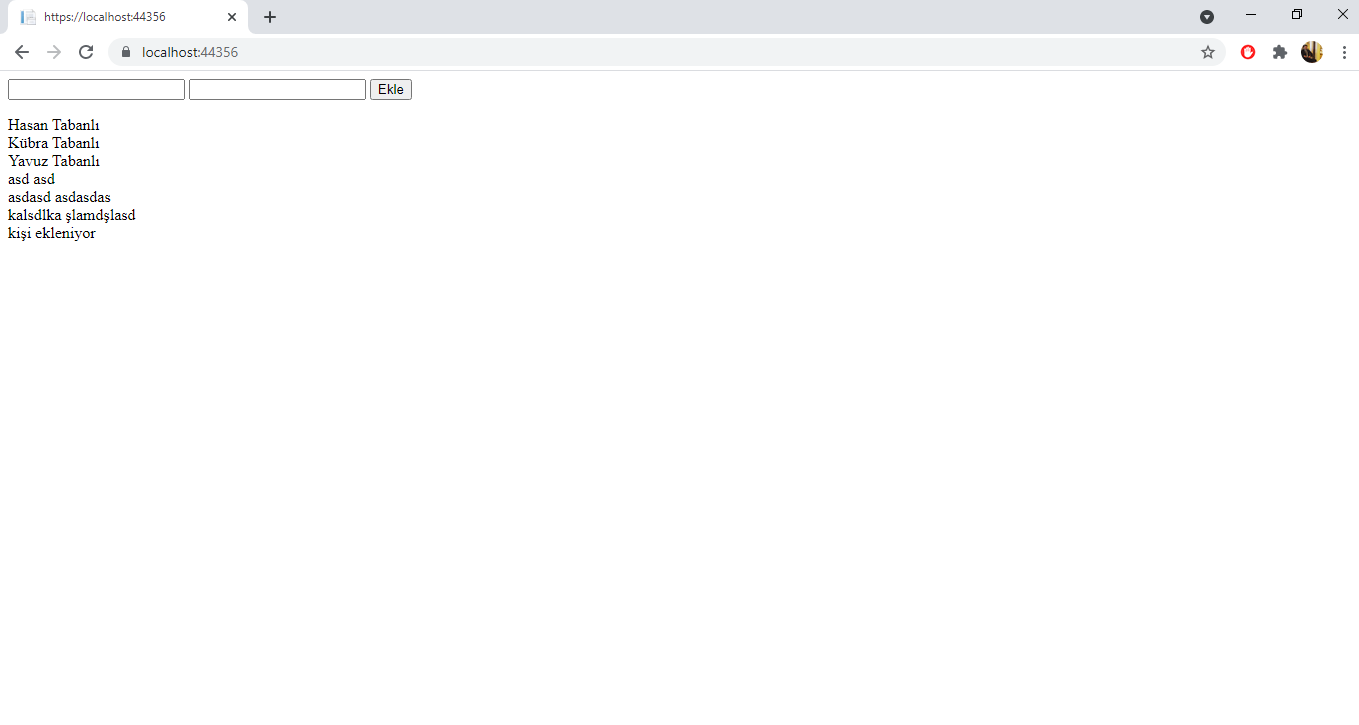 https://localhost:44356
localhost:44356
Ekle
Hasan Tabanlı
Kübra Tabanlı
Yavuz Tabanlı
asd asd
asdasd asdasdas
kalsdlka şlamdşlasd
kişi ekleniyor